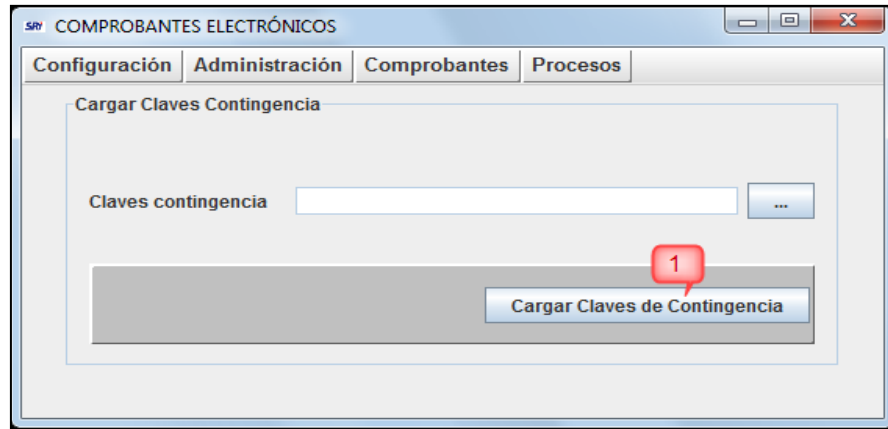 SRi COMPROBANTES ELECTRÓNICOS
Configuración Administración Comprobantes Procesos
Cargar Claves Contingencia
Claves contingencia ...
1
Cargar Claves de Contingencia